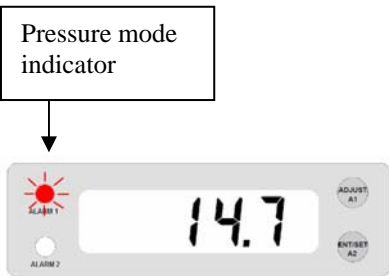 Pressure mode
indicator
ALARM 1
14.7
ADJUST
A1
ALARM 2
ENT/SET
A2